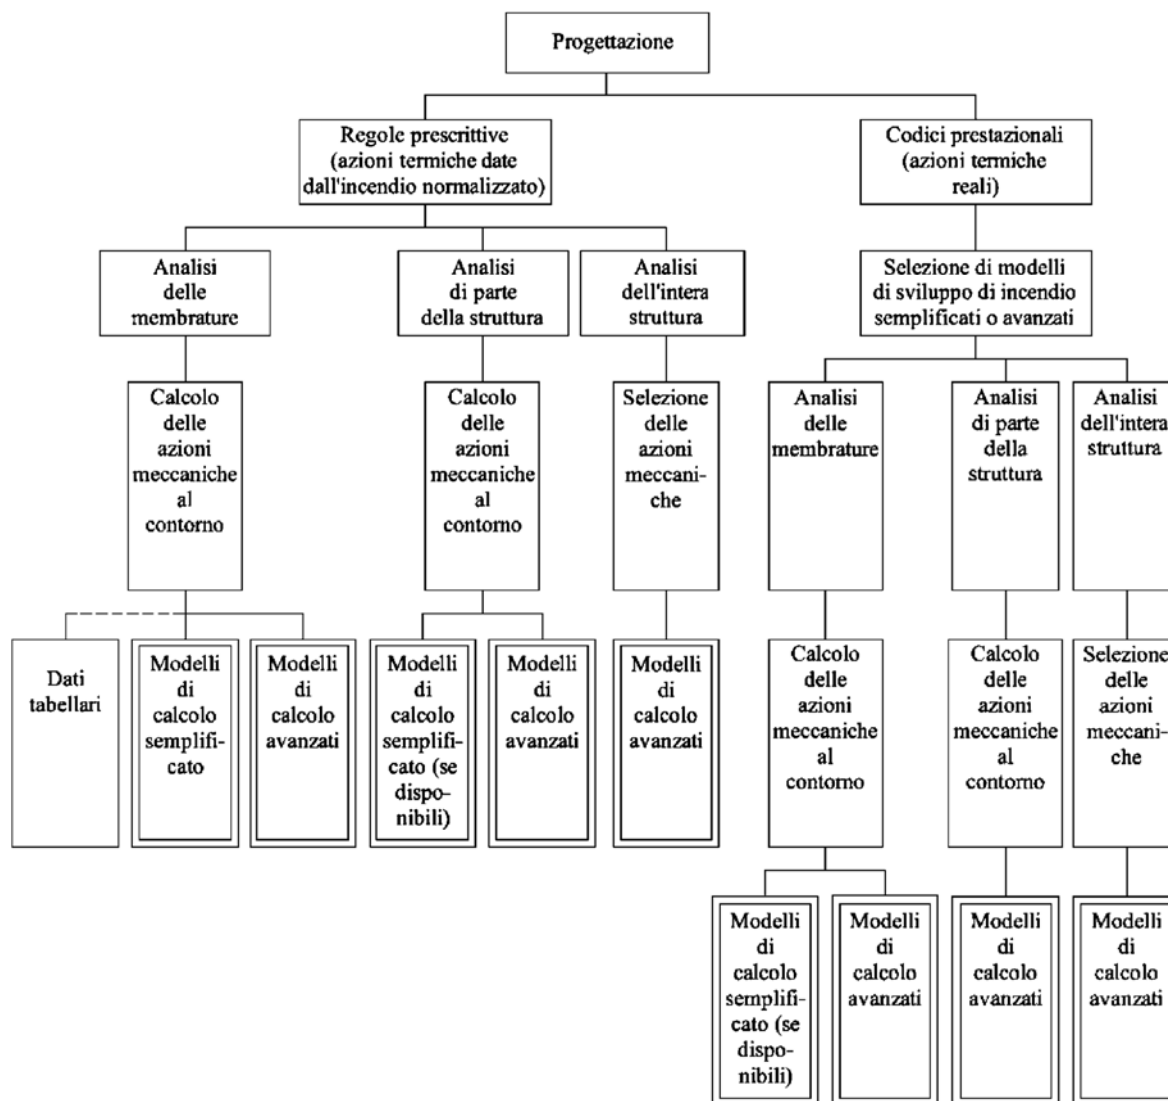 Progettazione
Regole prescrittive
(azioni termiche date
dall'incendio normalizzato)
Codici prestazionali
(azioni termiche
reali)
Analisi
delle
membrature
Analisi
di parte
della struttura
Analisi
dell'intera
struttura
Selezione di modelli
di sviluppo di incendio
semplificati o avanzati
Calcolo
delle
azioni
meccaniche
al
contorno
Calcolo
delle
azioni
meccaniche
al
contorno
Selezione
delle
azioni
meccani-
che
Analisi
delle
membrature
Analisi
di parte
della
struttura
Analisi
dell'intera
struttura
Dati
tabellari
Modelli
di
calcolo
semplifi-
cato
Modelli
di
calcolo
avanzati
Modelli
di
calcolo
semplifi-
cato (se
dispo-
nibili)
Modelli
di
calcolo
avanzati
Modelli
di
calcolo
avanzati
Calcolo
delle
azioni
meccaniche
al
contorno
Calcolo
delle
azioni
meccaniche
al
contorno
Selezione
delle
azioni
meccani-
che
Modelli
di
calcolo
semplifi-
cato (se
dispo-
nibili)
Modelli
di
calcolo
avanzati
Modelli
di
calcolo
avanzati
Modelli
di
calcolo
avanzati